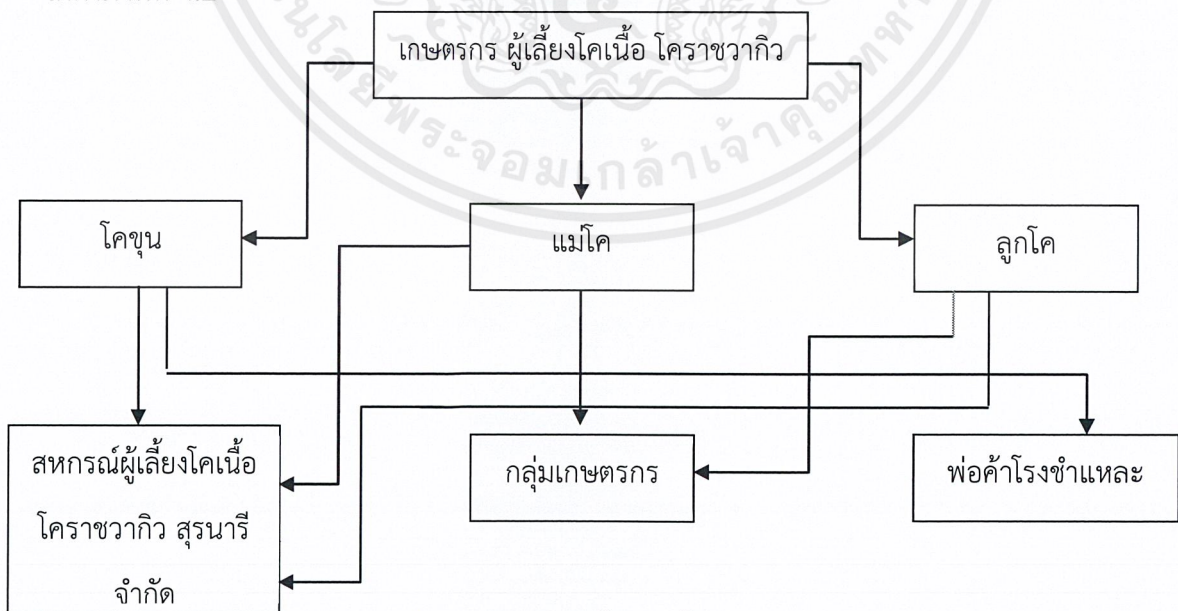 เกษตรกร ผู้เลี้ยงโคเนื้อ โคราชวากิว
โคขุน
แม่โค
ลูกโค
สหกรณ์ผู้เลี้ยงโคเนื้อ
โคราชวากิว สุรนารี
จำกัด
กลุ่มเกษตรกร
พ่อค้าโรงชำแหละ